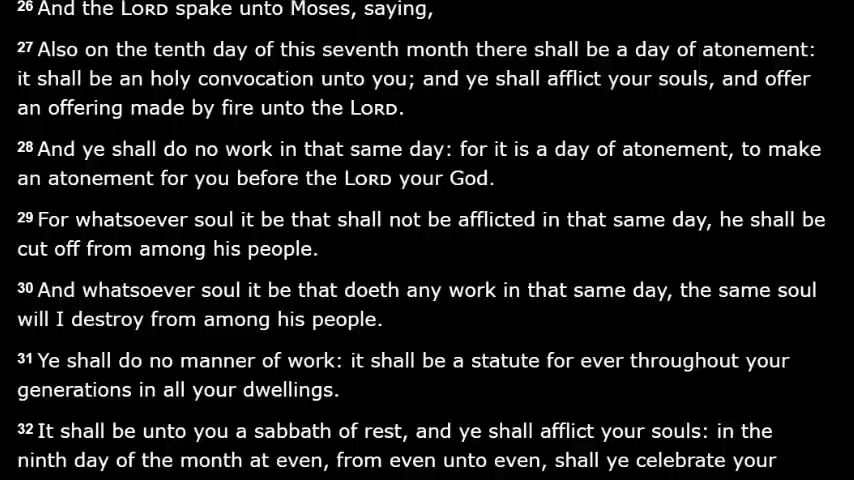 26 And the LORD spake unto Moses, saying,
27 Also on the tenth day of this seventh month there shall be a day of atonement:
it shall be an holy convocation unto you; and ye shall afflict your souls, and offer
an offering made by fire unto the LORD.
28 And ye shall do no work in that same day: for it is a day of atonement, to make
an atonement for you before the LORD your God.
29 For whatsoever soul it be that shall not be afflicted in that same day, he shall be
cut off from among his people.
30 And whatsoever soul it be that doeth any work in that same day, the same soul
will I destroy from among his people.
31 Ye shall do no manner of work: it shall be a statute for ever throughout your
generations in all your dwellings.
32 It shall be unto you a sabbath of rest, and ye shall afflict your souls: in the
ninth day of the month at even, from even unto even, shall ye celebrate your